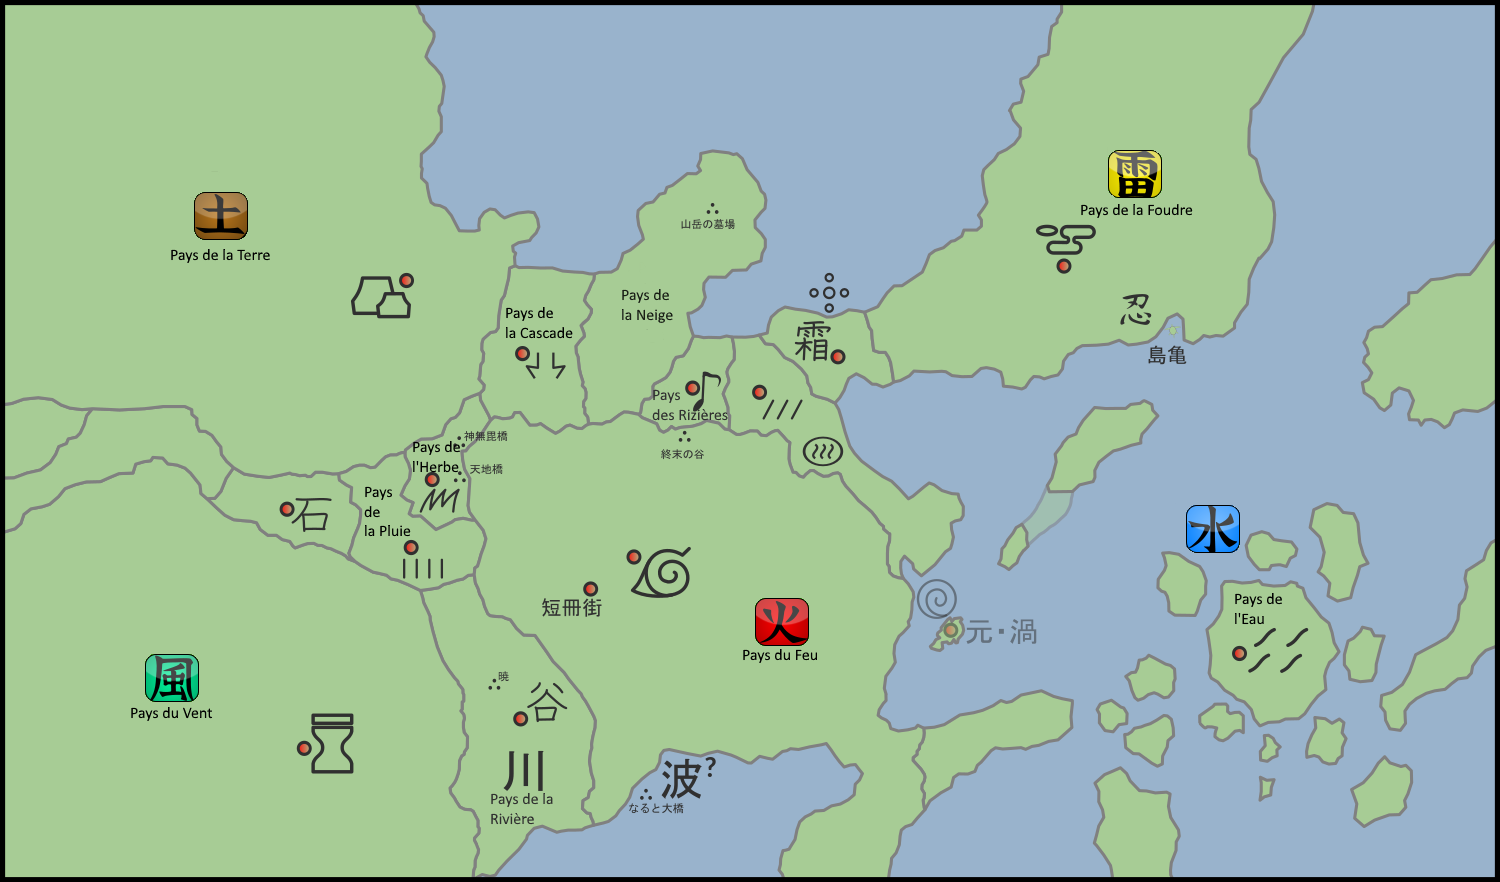 雷
Pays de la Foudre
土
Pays de la Terre
山岳の墓場
忍
島亀
Pays de
la Neige
Pays de
la Cascade
霜
Pays
des Rizières
終末の谷
神無毘橋
Pays de
l'Herbe
天地橋
石
Pays
de
la Pluie
水
Pays de
l'Eau
短冊街
火
Pays du Feu
元・渦
風
Pays du Vent
暁
谷
川
Pays de la
Rivière
波?
なると大橋